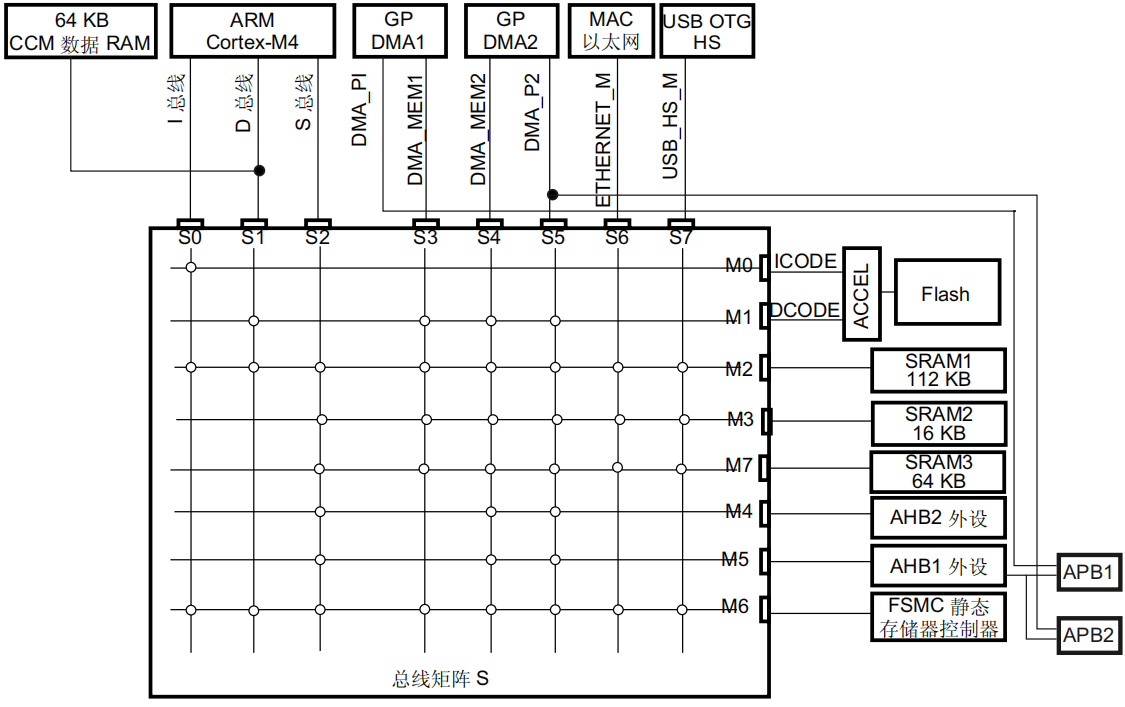 64 KB
CCM 数据 RAM
ARM
Cortex-M4
GP
DMA1
GP
DMA2
MAC
以太网
USB OTG
HS
I 总线
D 总线
S 总线
DMA_PI
DMA_MEM1
DMA_MEM2
DMA_P2
ETHERNET_M
USB_HS_M
S0
S1
S2
S3
S4
S5
S6
S7
M0
ICODE
ACCEL
Flash
M1
DCODE
M2
SRAM1
112 KB
M3
SRAM2
16 KB
M7
SRAM3
64 KB
M4
AHB2 外设
M5
AHB1 外设
APB1
M6
FSMC 静态
存储器控制器
APB2
总线矩阵 S